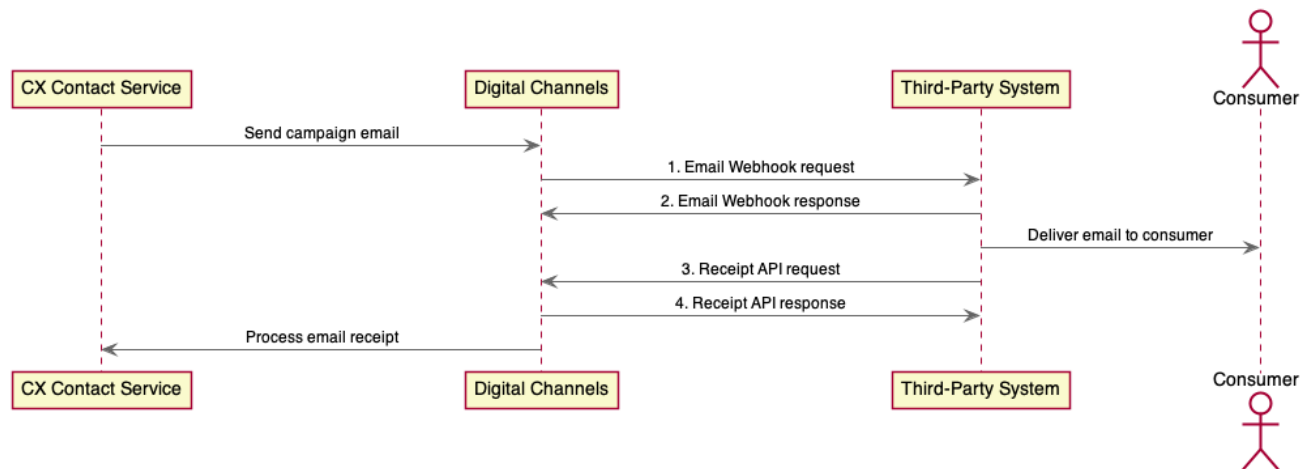 CX Contact Service
Digital Channels
Third-Party System
Consumer
Send campaign email
1. Email Webhook request
2. Email Webhook response
Deliver email to consumer
3. Receipt API request
4. Receipt API response
Process email receipt
CX Contact Service
Digital Channels
Third-Party System
Consumer